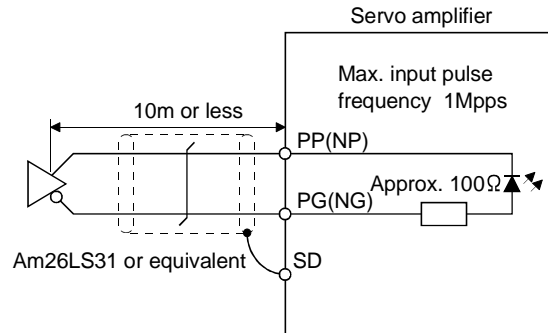 Servo amplifier
Max. input pulse
frequency 1Mpps
10m or less
PP(NP)
Approx. 100Ω
PG(NG)
Am26LS31 or equivalent
SD